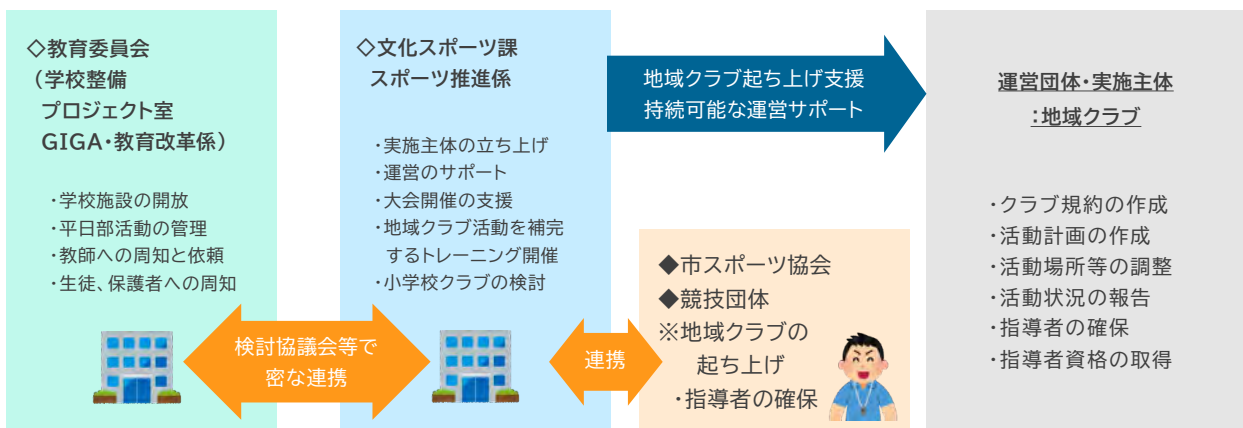 ◇教育委員会
(学校整備
プロジェクト室
GIGA・教育改革係)
・学校施設の開放
・平日部活動の管理
・教師への周知と依頼
・生徒、保護者への周知
検討協議会等で
密な連携
◇文化スポーツ課
スポーツ推進係
・実施主体の立ち上げ
・運営のサポート
・大会開催の支援
・地域クラブ活動を補完
するトレーニング開催
・小学校クラブの検討
連携
地域クラブ起ち上げ支援
持続可能な運営サポート
◆市スポーツ協会
◆競技団体
※地域クラブの
起ち上げ
・指導者の確保
運営団体・実施主体
:地域クラブ
・クラブ規約の作成
・活動計画の作成
・活動場所等の調整
・活動状況の報告
・指導者の確保
・指導者資格の取得